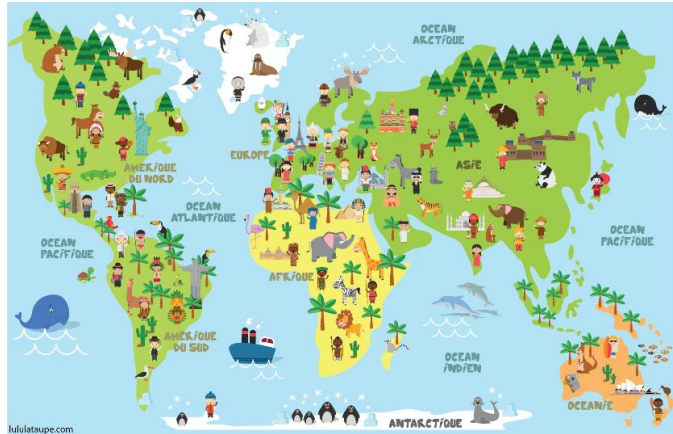 OCEAN
ARCTIQUE
EUROPE
ASIE
AMERIQUE
DU NORD
OCEAN
ATLANTIQUE
OCEAN
PACIFIQUE
OCEAN
PACIFIQUE
AFRIQUE
AMERIQUE
DU SUD
OCEAN
INDIEN
OCEANIE
ANTARCTIQUE
lululataupe.com